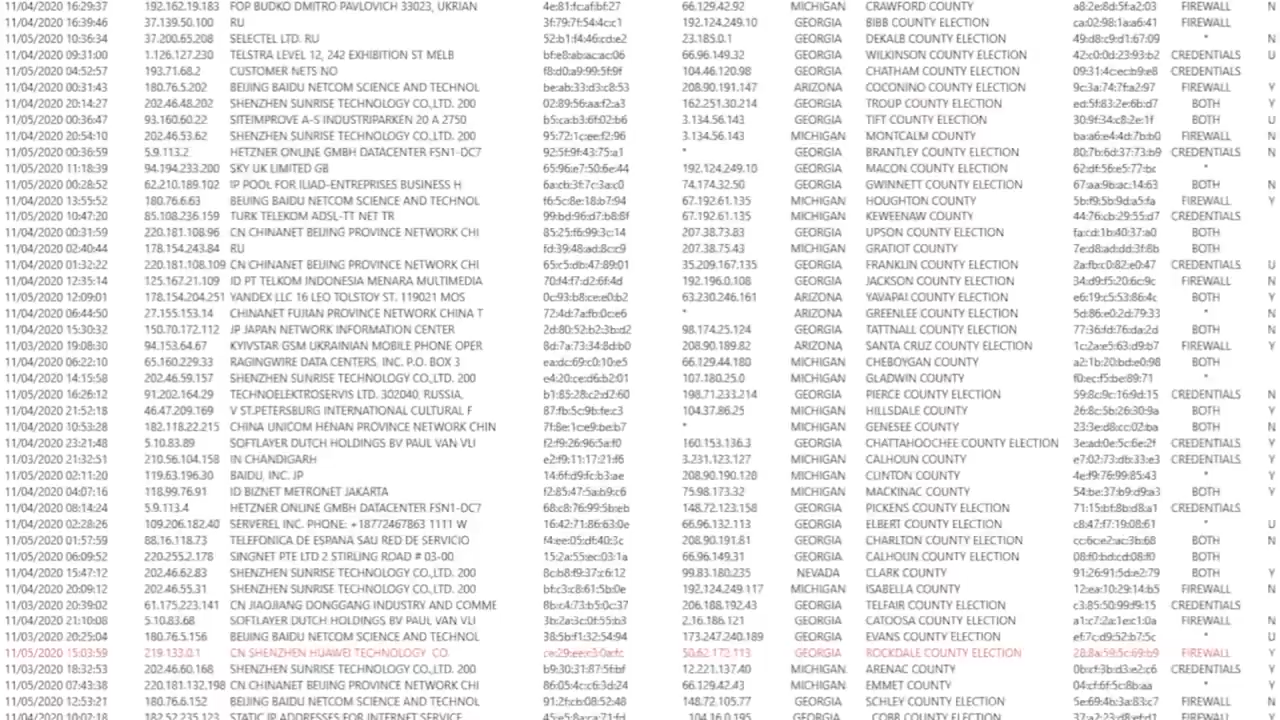 11/04/2020 16:29:37 192.162.19.183 FOP BUDKO DMITRO PAVLOVICH 33023, UKRIAN 4e:81:fc:af:bf:27 66.129.42.92 MICHIGAN CRAWFORD COUNTY a8:2e:8d:5f:a2:03 FIREWALL
11/04/2020 16:39:46 37.139.50.100 RU 3f:79:7f:54:4c:c1 192.124.249.10 GEORGIA BIBB COUNTY ELECTION ca:02:98:1a:a6:41 FIREWALL
11/05/2020 10:36:34 37.200.65.208 SELECTEL LTD. RU 52:b1:f4:46:cd:e2 23.185.0.1 GEORGIA DEKALB COUNTY ELECTION 49:d8:c9:d1:67:09 * N
11/04/2020 09:31:00 1.126.127.230 TELSTRA LEVEL 12, 242 EXHIBITION ST MELB bf:e8:ab:ac:ac:06 66.96.149.32 GEORGIA WILKINSON COUNTY ELECTION 42:c0:0d:23:93:b2 CREDENTIALS U
11/05/2020 04:52:57 193.71.68.2 CUSTOMER NETS NO f8:d0:a9:99:5f:9f 104.46.120.98 GEORGIA CHATHAM COUNTY ELECTION 09:31:4c:ec:b9:e8 CREDENTIALS
11/04/2020 00:31:43 180.76.5.202 BEIJING BAIDU NETCOM SCIENCE AND TECHNOL be:ab:33:d3:c8:53 208.90.191.147 ARIZONA COCONINO COUNTY ELECTION 9c:3a:74:7f:a2:97 FIREWALL Y
11/04/2020 20:14:27 202.46.48.202 SHENZHEN SUNRISE TECHNOLOGY CO.,LTD. 200 02:89:56:aa:f2:a3 162.251.30.214 GEORGIA TROUP COUNTY ELECTION ed:5f:83:2e:6b:d7 BOTH Y
11/05/2020 00:36:47 93.160.60.22 SITEIMPROVE A-S INDUSTRIPARKEN 20 A 2750 b5:ca:b3:6f:02:b6 3.134.56.143 GEORGIA TIFT COUNTY ELECTION 30:9f:34:c8:2e:1f BOTH U
11/04/2020 20:54:10 202.46.53.62 SHENZHEN SUNRISE TECHNOLOGY CO.,LTD. 200 95:72:1c:ee:f2:96 3.134.56.143 MICHIGAN MONTCALM COUNTY ba:a6:e4:4d:7b:b0 FIREWALL N
11/05/2020 00:36:59 5.9.113.2 HETZNER ONLINE GMBH DATACENTER FSN1-DC7 92:5f:9f:43:75:a1 * GEORGIA BRANTLEY COUNTY ELECTION 80:7b:6d:37:73:b9 CREDENTIALS N
11/05/2020 11:18:39 94.194.233.200 SKY UK LIMITED GB 65:96:e7:50:6e:44 192.124.249.10 GEORGIA MACON COUNTY ELECTION 62:df:56:e5:77:bc *
11/05/2020 00:28:52 62.210.189.102 IP POOL FOR ILIAD-ENTREPRISES BUSINESS H 6a:cb:3f:7c:3a:c0 74.174.32.50 GEORGIA GWINNETT COUNTY ELECTION 67:aa:9b:ac:14:63 BOTH N
11/04/2020 13:55:52 180.76.6.63 BEIJING BAIDU NETCOM SCIENCE AND TECHNOL f6:5c:8e:18:b7:94 67.192.61.135 MICHIGAN HOUGHTON COUNTY 5b:f9:5b:9d:a5:fa FIREWALL Y
11/05/2020 10:47:20 85.108.236.159 TURK TELEKOM ADSL-TT NET TR 99:bd:96:d7:b8:8f 67.192.61.135 MICHIGAN KEWEENAW COUNTY 44:76:cb:29:55:d7 CREDENTIALS
11/04/2020 00:31:59 220.181.108.96 CN CHINANET BEIJING PROVINCE NETWORK CHI 85:25:f6:99:3c:14 207.38.73.83 GEORGIA UPSON COUNTY ELECTION fa:cd:1b:40:37:a0 BOTH
11/04/2020 02:40:44 178.154.243.84 RU fd:39:48:ad:8c:c9 207.38.75.43 MICHIGAN GRATIOT COUNTY 7e:d8:ad:dd:3f:8b BOTH
11/04/2020 01:32:22 220.181.108.109 CN CHINANET BEIJING PROVINCE NETWORK CHI 65:c5:db:47:89:01 35.209.167.135 GEORGIA FRANKLIN COUNTY ELECTION 2a:fb:c0:82:e0:47 CREDENTIALS U
11/04/2020 12:35:14 125.167.21.109 ID PT TELKOM INDONESIA MENARA MULTIMEDIA 70:f4:f7:d2:6f:4d 192.196.0.108 GEORGIA JACKSON COUNTY ELECTION 34:d9:f5:20:6c:9c FIREWALL N
11/05/2020 12:09:01 178.154.204.251 YANDEX LLC 16 LEO TOLSTOY ST. 119021 MOS 0c:93:b8:ce:e0:b2 63.230.246.161 ARIZONA YAVAPAI COUNTY ELECTION e6:19:c5:53:86:4c BOTH Y
11/04/2020 06:44:50 27.155.153.14 CHINANET FUJIAN PROVINCE NETWORK CHINA T 72:4d:7a:fb:0c:e6 * ARIZONA GREENLEE COUNTY ELECTION 5d:86:e0:2d:79:33 * N
11/04/2020 15:30:32 150.70.172.112 JP JAPAN NETWORK INFORMATION CENTER 2d:80:52:b2:3b:d2 98.174.25.124 GEORGIA TATTNALL COUNTY ELECTION 77:36:fd:76:da:2d BOTH N
11/03/2020 19:08:30 94.153.64.67 KYIVSTAR GSM UKRAINIAN MOBILE PHONE OPER 8d:7a:73:34:8d:b0 208.90.189.82 ARIZONA SANTA CRUZ COUNTY ELECTION 1c:2a:e5:63:d9:b7 FIREWALL Y
11/04/2020 06:22:10 65.160.229.33 RAGINGWIRE DATA CENTERS, INC. P.O. BOX 3 ea:dc:69:c0:10:e5 66.129.44.180 MICHIGAN CHEBOYGAN COUNTY a2:1b:20:bd:e0:98 BOTH
11/04/2020 14:15:58 202.46.59.157 SHENZHEN SUNRISE TECHNOLOGY CO.,LTD. 200 e4:20:ce:d6:b2:01 107.180.25.0 MICHIGAN GLADWIN COUNTY f0:ec:f5:be:89:71 *
11/05/2020 16:26:12 91.202.164.29 TECHNOELEKTROSERVIS LTD. 302040, RUSSIA, b1:85:28:c2:d2:60 198.71.233.214 GEORGIA PIERCE COUNTY ELECTION 59:8c:9c:16:9d:15 CREDENTIALS N
11/04/2020 21:52:18 46.47.209.169 V ST.PETERSBURG INTERNATIONAL CULTURAL F 87:fb:5c:9b:fe:c3 104.37.86.25 MICHIGAN HILLSDALE COUNTY 26:8c:5b:26:30:9a BOTH Y
11/04/2020 10:53:28 182.118.22.215 CHINA UNICOM HENAN PROVINCE NETWORK CHIN 7f:8e:1c:e9:be:b7 * MICHIGAN GENESEE COUNTY 23:3e:d8:cc:02:ba BOTH N
11/04/2020 23:21:48 5.10.83.89 SOFTLAYER DUTCH HOLDINGS BV PAUL VAN VLI f2:f9:26:96:5a:f0 160.153.136.3 GEORGIA CHATTAHOOCHEE COUNTY ELECTION 3e:ad:0e:5c:6e:2f CREDENTIALS Y
11/03/2020 21:32:51 210.56.104.158 IN CHANDIGARH e2:f9:11:17:21:f6 3.231.123.127 MICHIGAN CALHOUN COUNTY e7:02:73:db:33:e3 CREDENTIALS Y
11/05/2020 02:11:20 119.63.196.30 BAIDU, INC. JP 14:6f:d9:fc:b3:ae 208.90.190.120 MICHIGAN CLINTON COUNTY 4e:f9:76:99:85:43 * Y
11/04/2020 04:07:16 118.99.76.91 ID BIZNET METRONET JAKARTA f2:85:47:5a:b9:c6 75.98.173.32 MICHIGAN MACKINAC COUNTY 54:be:37:b9:d9:a3 BOTH Y
11/04/2020 08:14:24 5.9.113.4 HETZNER ONLINE GMBH DATACENTER FSN1-DC7 68:c8:76:99:5b:eb 148.72.123.158 GEORGIA PICKENS COUNTY ELECTION 71:15:bf:8b:d8:a1 CREDENTIALS
11/04/2020 02:28:26 109.206.182.40 SERVEREL INC. PHONE: +18772467863 1111 W 16:42:71:86:63:0e 66.96.132.113 GEORGIA ELBERT COUNTY ELECTION c8:47:f7:19:08:61 * U
11/05/2020 01:57:59 88.16.118.73 TELEFONICA DE ESPANA SAU RED DE SERVICIO f4:ee:05:df:40:3c 208.90.191.81 GEORGIA CHARLTON COUNTY ELECTION cc:6c:e2:ac:3b:68 BOTH N
11/05/2020 06:09:52 220.255.2.178 SINGNET PTE LTD 2 STIRLING ROAD # 03-00 15:2a:55:ec:03:1a 66.96.149.31 GEORGIA CALHOUN COUNTY ELECTION 08:f0:bd:cd:08:f0 BOTH
11/04/2020 15:47:12 202.46.62.83 SHENZHEN SUNRISE TECHNOLOGY CO.,LTD. 200 8c:b8:f9:37:c6:12 99.83.180.235 NEVADA CLARK COUNTY 91:26:91:5d:e2:79 BOTH Y
11/04/2020 20:09:12 202.46.55.31 SHENZHEN SUNRISE TECHNOLOGY CO.,LTD. 200 bf:c3:c8:61:5b:0e 192.124.249.117 MICHIGAN ISABELLA COUNTY 12:ea:10:29:14:b5 FIREWALL N
11/03/2020 20:39:02 61.175.223.141 CN JIAOJIANG DONGGANG INDUSTRY AND COMME 8b:c4:73:b5:0c:37 206.188.192.43 GEORGIA TELFAIR COUNTY ELECTION c3:85:50:99:f9:15 CREDENTIALS
11/04/2020 21:10:08 5.10.83.68 SOFTLAYER DUTCH HOLDINGS BV PAUL VAN VLI 3b:2a:3c:0f:55:b3 2.16.186.121 GEORGIA CATOOSA COUNTY ELECTION a1:c7:2a:1e:c1:0a FIREWALL N
11/03/2020 20:25:04 180.76.5.156 BEIJING BAIDU NETCOM SCIENCE AND TECHNOL 38:5b:f1:32:54:94 173.247.240.189 GEORGIA EVANS COUNTY ELECTION ef:7c:d9:52:b7:5c * U
11/05/2020 15:03:59 219.133.0.1 CN SHENZHEN HUAWEI TECHNOLOGY CO. 50.62.172.113 GEORGIA ROCKDALE COUNTY ELECTION 28:8a:59:5c:69:b9 FIREWALL Y
11/03/2020 18:32:53 202.46.60.168 SHENZHEN SUNRISE TECHNOLOGY CO.,LTD. 200 b9:30:31:87:5f:bf 12.221.137.40 MICHIGAN ARENAC COUNTY 0b:cf:3b:d3:e2:c6 CREDENTIALS Y
11/05/2020 07:43:38 220.181.132.198 CN CHINANET BEIJING PROVINCE NETWORK CHI 86:05:4c:c6:3d:24 66.129.42.43 MICHIGAN EMMET COUNTY 04:cf:6f:5c:8b:aa * Y
11/05/2020 12:53:21 180.76.6.152 BEIJING BAIDU NETCOM SCIENCE AND TECHNOL 91:2f:cb:08:52:48 148.72.105.77 GEORGIA SCHLEY COUNTY ELECTION 5e:69:4b:3a:83:c7 FIREWALL N
11/04/2020 10:02:18 182.52.235.123 STATIC IP ADDRESSES FOR INTERNET SERVICE 45:e5:8a:ca:71:fd 104.16.0.195 GEORGIA COBB COUNTY ELECTION FIREWALL